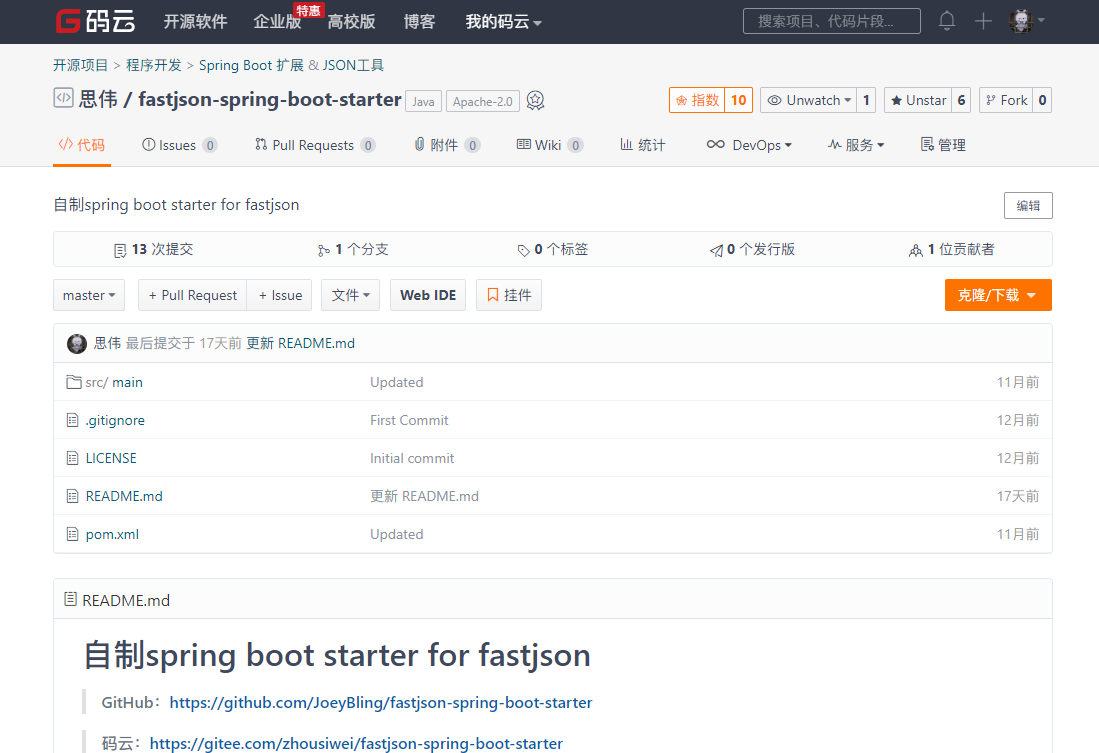 G 码云 开源软件 企业版 特惠 高校版 博客 我的码云 搜索项目、代码片段...
开源项目 > 程序开发 > Spring Boot 扩展 & JSON工具
思伟 / fastjson-spring-boot-starter Java Apache-2.0 指数 10 Unwatch 1 Unstar 6 Fork 0
代码 Issues 0 Pull Requests 0 附件 0 Wiki 0 统计 DevOps 服务 管理
自制spring boot starter for fastjson 编辑
13 次提交 1 个分支 0 个标签 0 个发行版 1 位贡献者
master + Pull Request + Issue 文件 Web IDE 挂件 克隆/下载
思伟 最后提交于 17天前 更新 README.md
src/ main Updated 11月前
.gitignore First Commit 12月前
LICENSE Initial commit 12月前
README.md 更新 README.md 17天前
pom.xml Updated 11月前
README.md
自制spring boot starter for fastjson
GitHub：https://github.com/JoeyBling/fastjson-spring-boot-starter
码云：https://gitee.com/zhousiwei/fastjson-spring-boot-starter